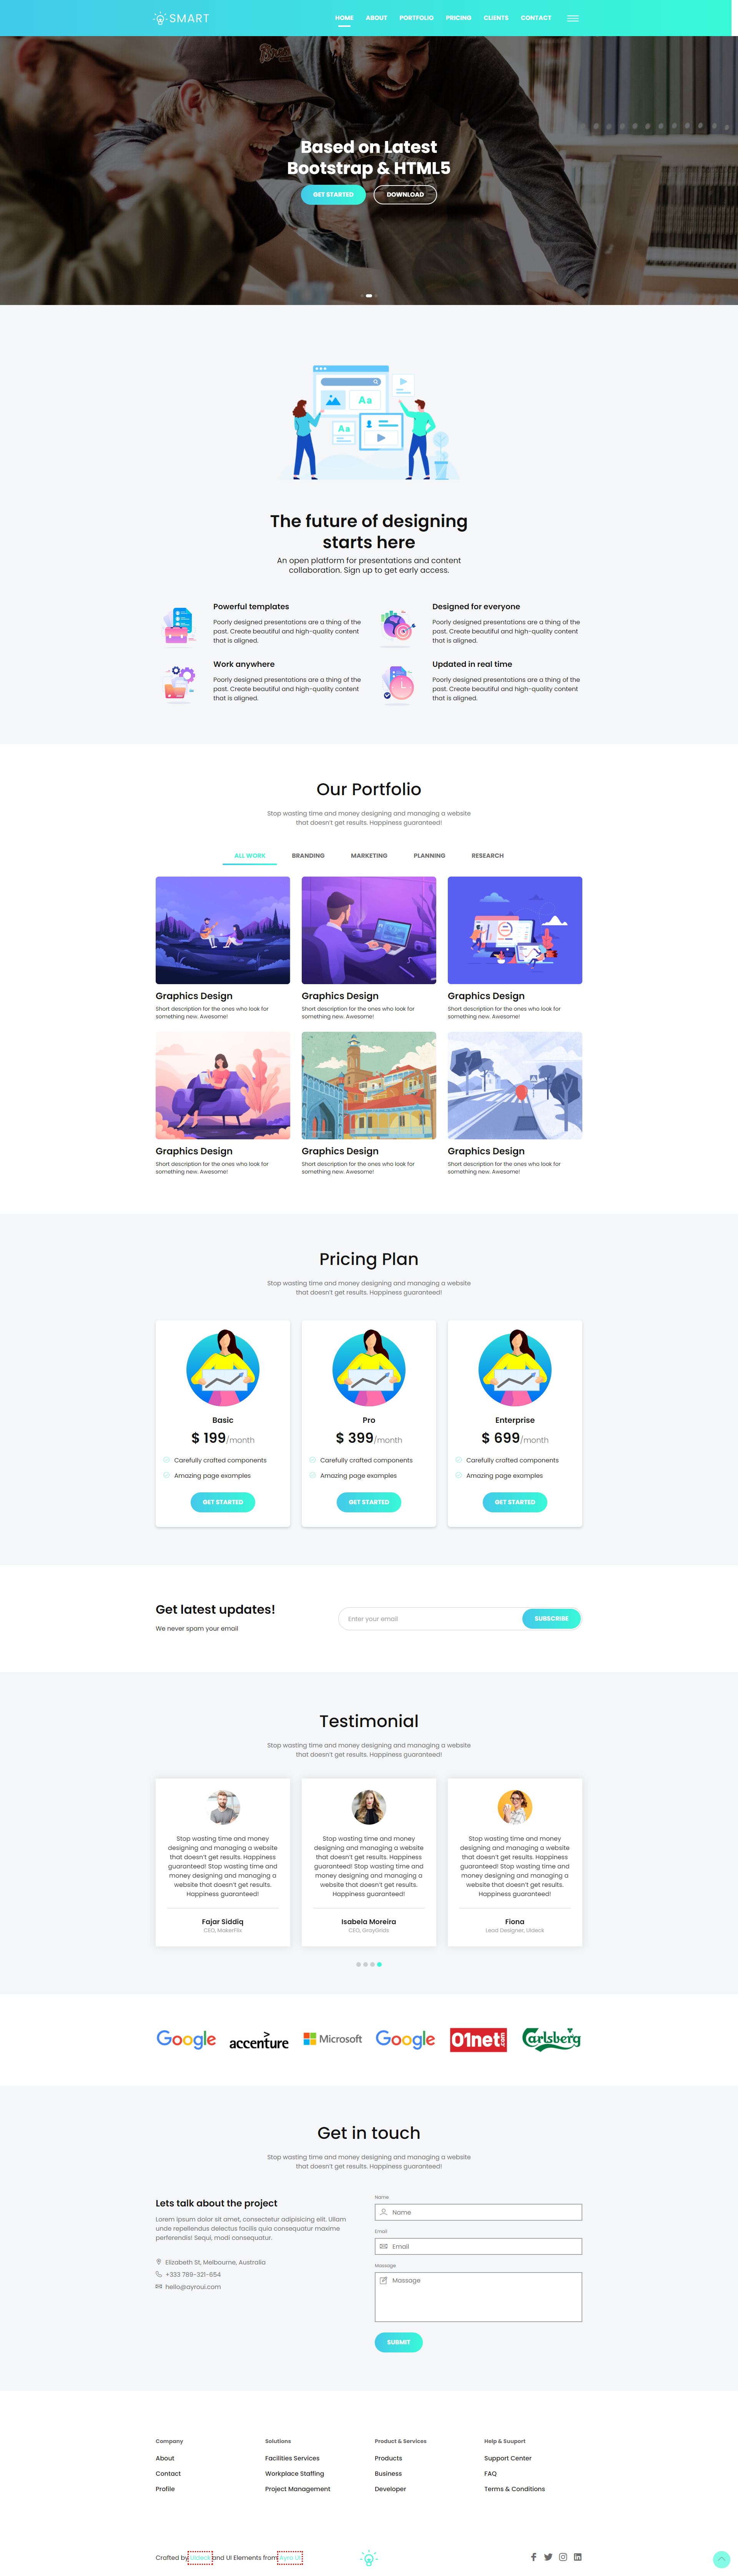 SMART
HOME ABOUT PORTFOLIO PRICING CLIENTS CONTACT
Based on Latest
Bootstrap & HTML5
GET STARTED DOWNLOAD
Aa
Aa
The future of designing
starts here
An open platform for presentations and content
collaboration. Sign up to get early access.
Powerful templates
Poorly designed presentations are a thing of the
past. Create beautiful and high-quality content
that is aligned.
Designed for everyone
Poorly designed presentations are a thing of the
past. Create beautiful and high-quality content
that is aligned.
Work anywhere
Poorly designed presentations are a thing of the
past. Create beautiful and high-quality content
that is aligned.
Updated in real time
Poorly designed presentations are a thing of the
past. Create beautiful and high-quality content
that is aligned.
Our Portfolio
Stop wasting time and money designing and managing a website
that doesn't get results. Happiness guaranteed!
ALL WORK BRANDING MARKETING PLANNING RESEARCH
Graphics Design
Short description for the ones who look for
something new. Awesome!
Graphics Design
Short description for the ones who look for
something new. Awesome!
Graphics Design
Short description for the ones who look for
something new. Awesome!
Graphics Design
Short description for the ones who look for
something new. Awesome!
Graphics Design
Short description for the ones who look for
something new. Awesome!
Graphics Design
Short description for the ones who look for
something new. Awesome!
Pricing Plan
Stop wasting time and money designing and managing a website
that doesn't get results. Happiness guaranteed!
Basic
$ 199/month
Carefully crafted components
Amazing page examples
GET STARTED
Pro
$ 399/month
Carefully crafted components
Amazing page examples
GET STARTED
Enterprise
$ 699/month
Carefully crafted components
Amazing page examples
GET STARTED
Get latest updates!
We never spam your email
Enter your email
SUBSCRIBE
Testimonial
Stop wasting time and money designing and managing a website
that doesn't get results. Happiness guaranteed!
Stop wasting time and money
designing and managing a website
that doesn't get results. Happiness
guaranteed! Stop wasting time and
money designing and managing a
website that doesn't get results.
Happiness guaranteed!
Fajar Siddiq
CEO, MakerFlix
Stop wasting time and money
designing and managing a website
that doesn't get results. Happiness
guaranteed! Stop wasting time and
money designing and managing a
website that doesn't get results.
Happiness guaranteed!
Isabela Moreira
CEO, GrayGrids
Stop wasting time and money
designing and managing a website
that doesn't get results. Happiness
guaranteed! Stop wasting time and
money designing and managing a
website that doesn't get results.
Happiness guaranteed!
Fiona
Lead Designer, UIdeck
Google accenture Microsoft Google 01net.com Carlsberg
Get in touch
Stop wasting time and money designing and managing a website
that doesn't get results. Happiness guaranteed!
Lets talk about the project
Lorem ipsum dolor sit amet, consectetur adipisicing elit. Ullam
unde repellendus delectus facilis quia consequatur maxime
perferendis! Sequi, modi consequatur.
Elizabeth St, Melbourne, Australia
+333 789-321-654
hello@ayroui.com
Name
Name
Email
Email
Massage
Massage
SUBMIT
Company
About
Contact
Profile
Solutions
Facilities Services
Workplace Staffing
Project Management
Product & Services
Products
Business
Developer
Help & Suuport
Support Center
FAQ
Terms & Conditions
Crafted by UIdeck and UI Elements from Ayro UI